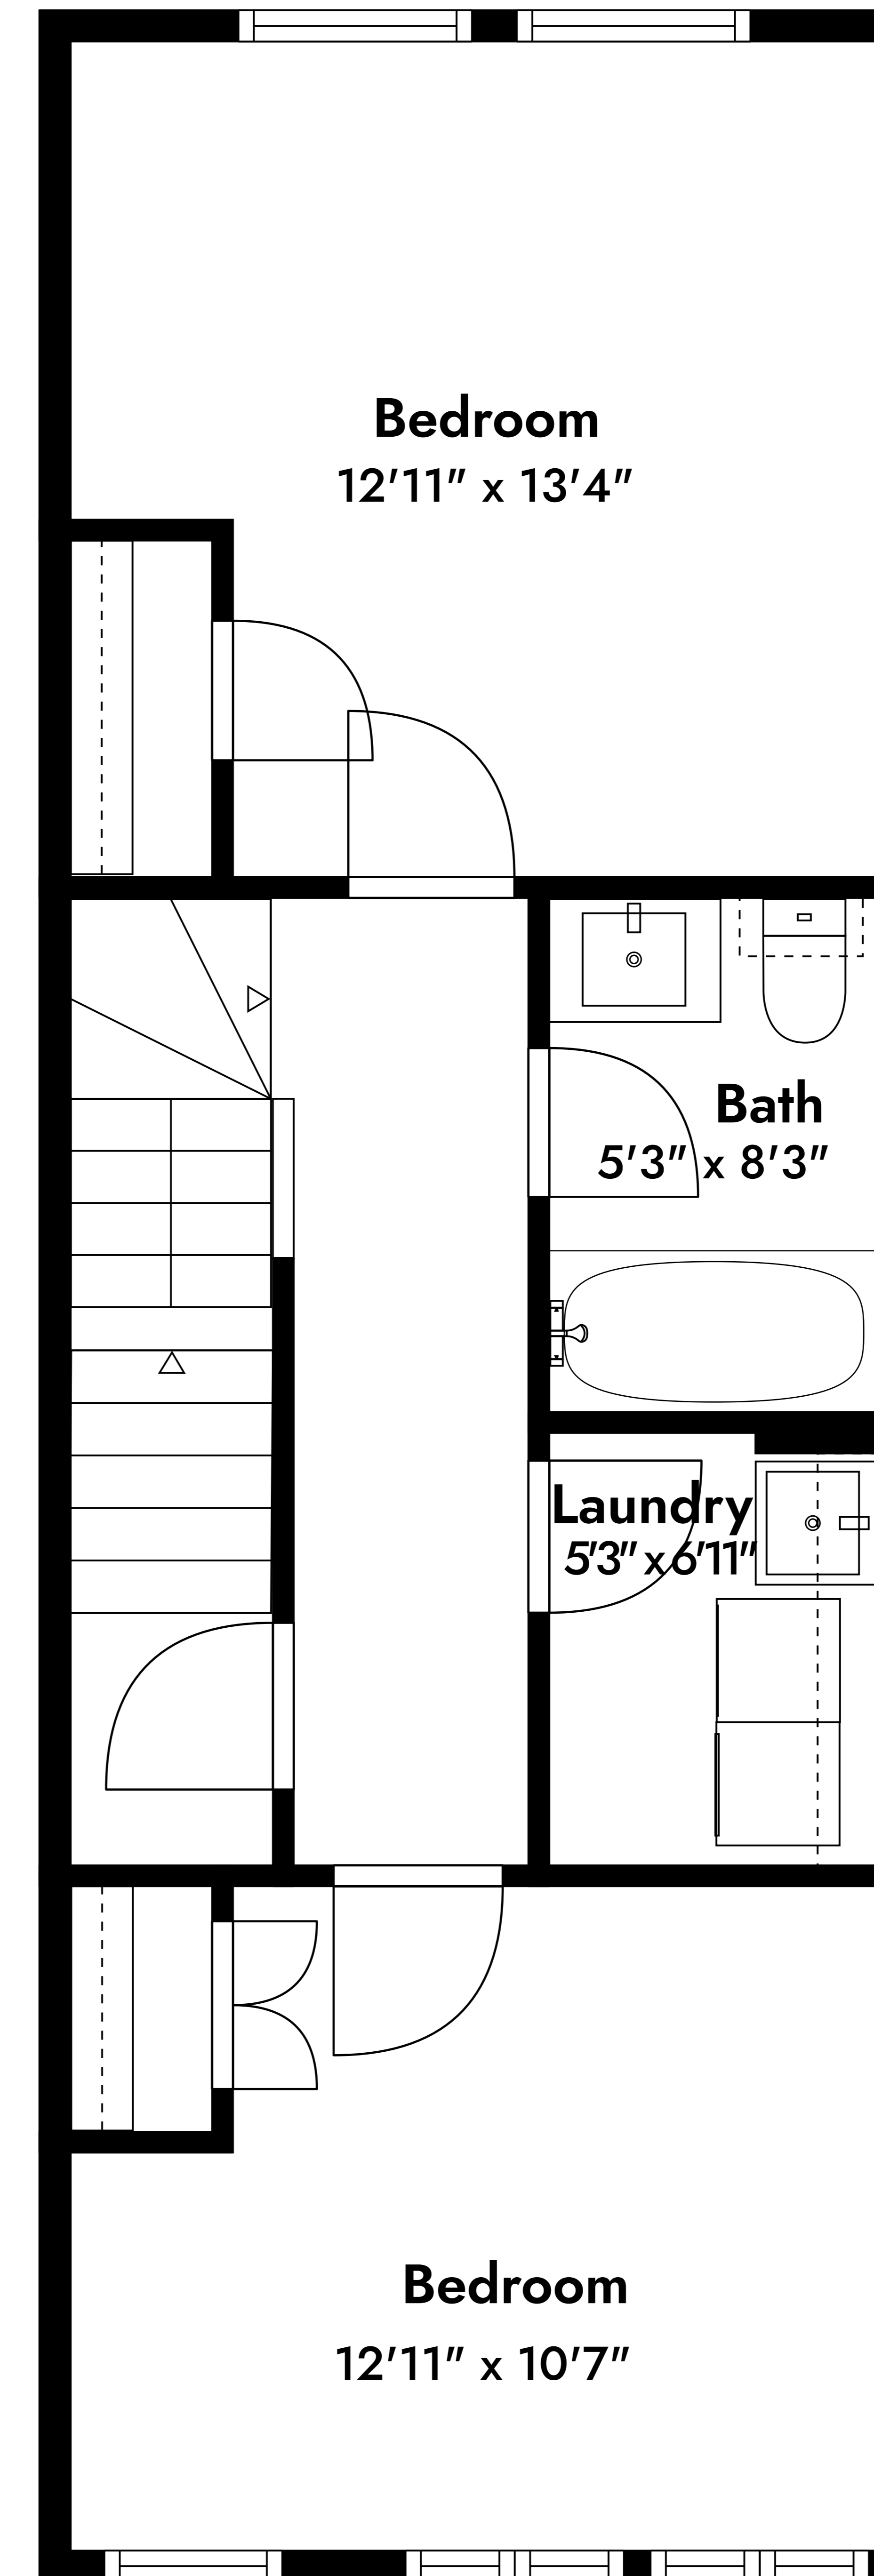 Bedroom
12'11" x 13'4"
Bath
5'3" x 8'3"
Laundry
5'3" x 6'11"
Bedroom
12'11" x 10'7"